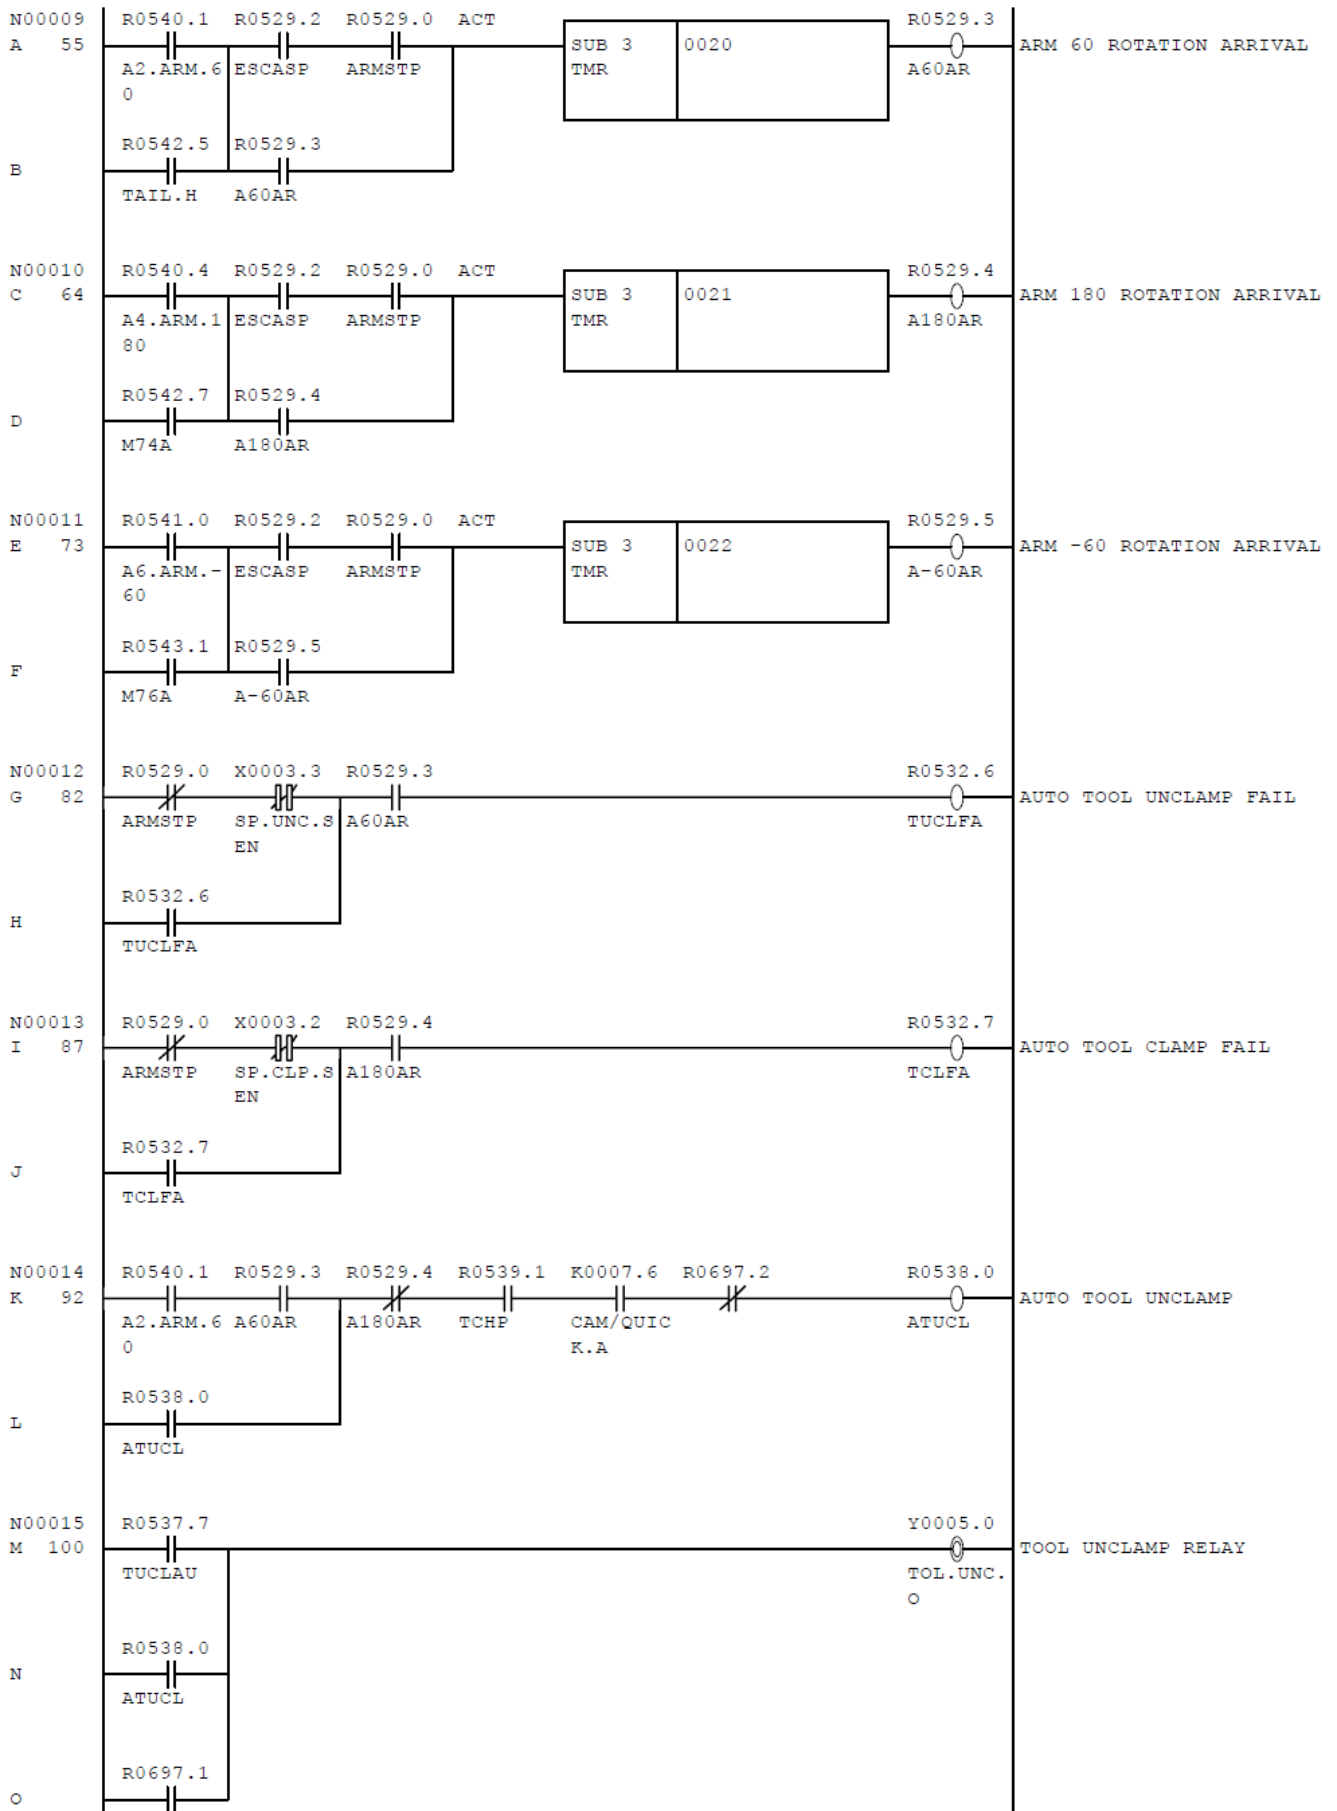 N00009 R0540.1 R0529.2 R0529.0 ACT R0529.3
A 55 SUB 3 0020 ARM 60 ROTATION ARRIVAL
A2.ARM.6 ESCASP ARMSTP TMR A60AR
0
R0542.5 R0529.3
B
TAIL.H A60AR
N00010 R0540.4 R0529.2 R0529.0 ACT R0529.4
C 64 SUB 3 0021 ARM 180 ROTATION ARRIVAL
A4.ARM.1 ESCASP ARMSTP TMR A180AR
80
R0542.7 R0529.4
D
M74A A180AR
N00011 R0541.0 R0529.2 R0529.0 ACT R0529.5
E 73 SUB 3 0022 ARM -60 ROTATION ARRIVAL
A6.ARM.- ESCASP ARMSTP TMR A-60AR
60
R0543.1 R0529.5
F
M76A A-60AR
N00012 R0529.0 X0003.3 R0529.3 R0532.6
G 82 AUTO TOOL UNCLAMP FAIL
ARMSTP SP.UNC.S A60AR TUCLFA
EN
R0532.6
H
TUCLFA
N00013 R0529.0 X0003.2 R0529.4 R0532.7
I 87 AUTO TOOL CLAMP FAIL
ARMSTP SP.CLP.S A180AR TCLFA
EN
R0532.7
J
TCLFA
N00014 R0540.1 R0529.3 R0529.4 R0539.1 K0007.6 R0697.2 R0538.0
K 92 AUTO TOOL UNCLAMP
A2.ARM.6 A60AR A180AR TCHP CAM/QUIC ATUCL
0 K.A
R0538.0
L
ATUCL
N00015 R0537.7 Y0005.0
M 100 TOOL UNCLAMP RELAY
TUCLAU TOL.UNC.
O
R0538.0
N
ATUCL
R0697.1
O